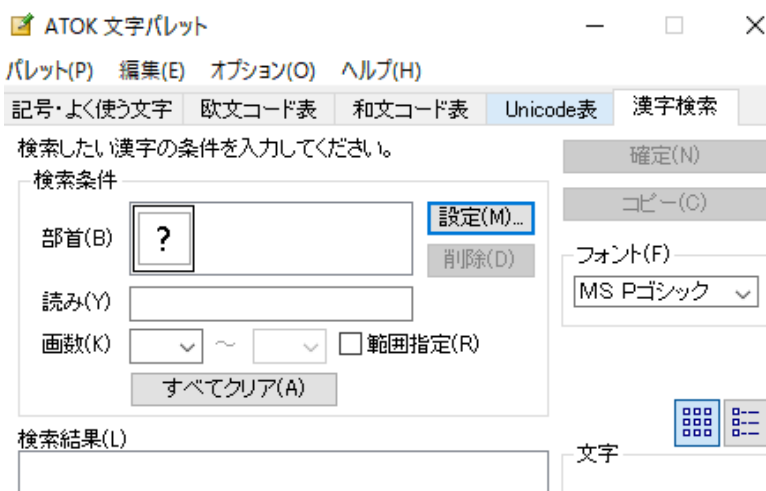 ATOK 文字パレット
パレット(P) 編集(E) オプション(O) ヘルプ(H)
記号・よく使う文字 欧文コード表 和文コード表 Unicode表 漢字検索
検索したい漢字の条件を入力してください。
確定(N)
検索条件
コピー(C)
部首(B) ? 設定(M)...
削除(D)
フォント(F)
読み(Y)
MS Pゴシック
画数(K) ～ 範囲指定(R)
すべてクリア(A)
検索結果(L)
文字